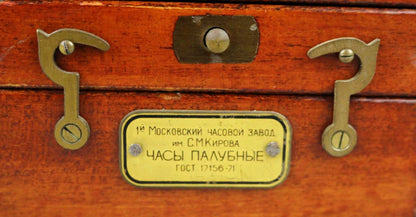 1й Московский часовой завод
им. С.М.Кирова
ЧАСЫ ПАЛУБНЫЕ
ГОСТ 17156-71